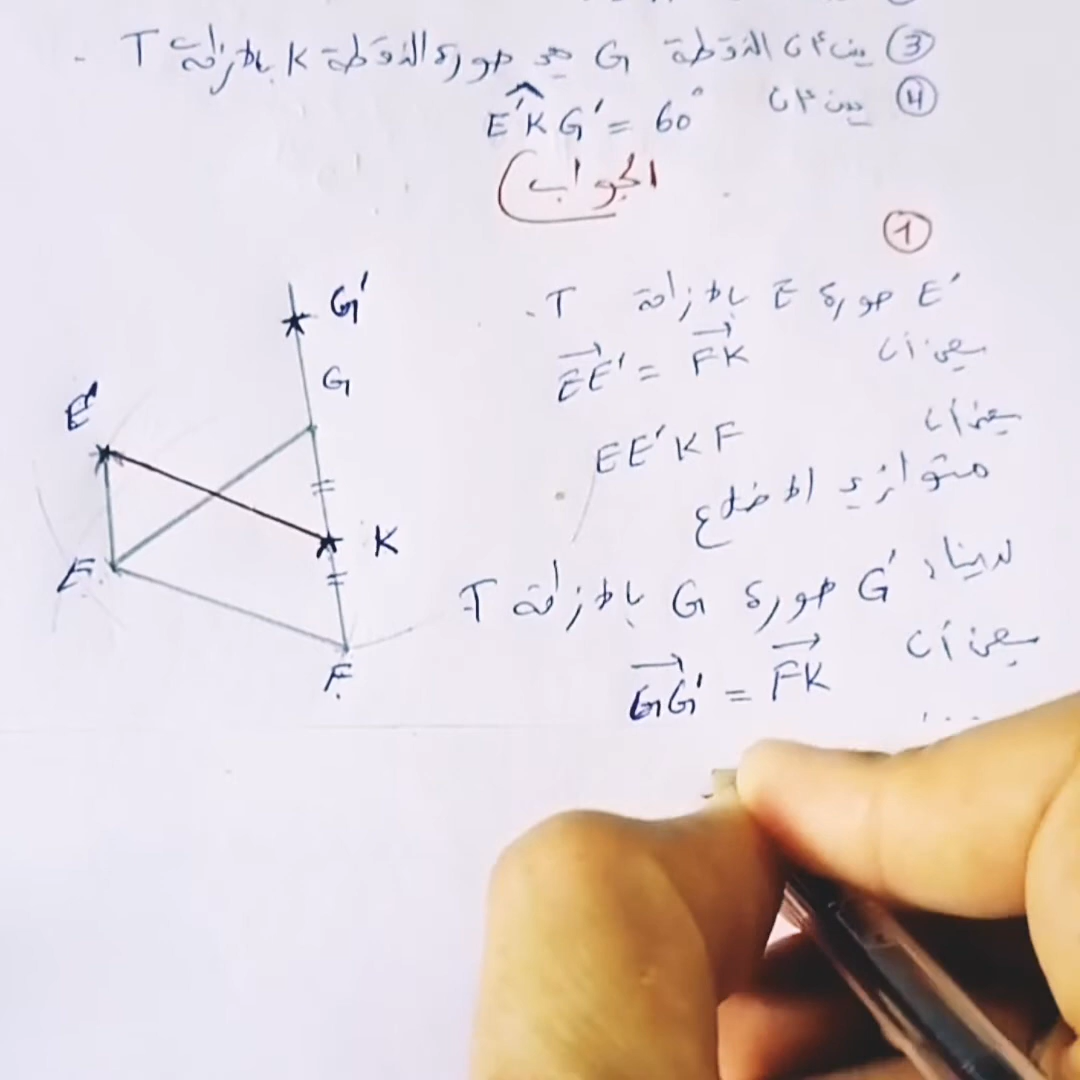 ③ بين أن النقطة G هي صورة النقطة K بالإزاحة T.
④ بين أن
E'K̂G' = 60°
الجواب
①
E' صورة E بالإزاحة T.
يعني أن
EE'⃗ = FK⃗
يعني أن
EE'KF
متوازي الأضلاع
لدينا G' صورة G بالإزاحة T.
يعني أن
GG'⃗ = FK⃗
G'
G
E'
K
E
F